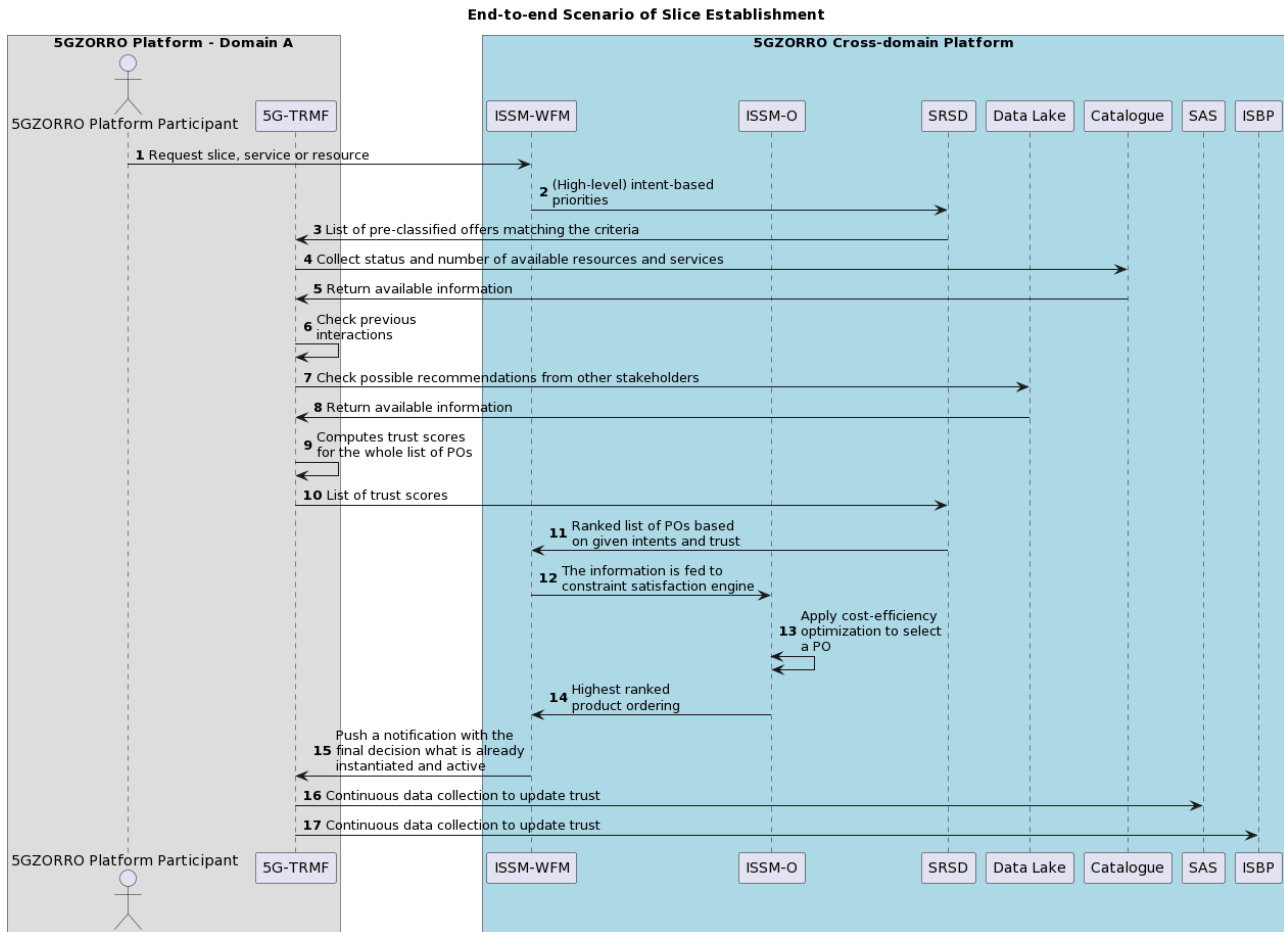 End-to-end Scenario of Slice Establishment
5GZORRO Platform - Domain A
5GZORRO Cross-domain Platform
5GZORRO Platform Participant
5G-TRMF
ISSM-WFM
ISSM-O
SRSD
Data Lake
Catalogue
SAS
ISBP
1 Request slice, service or resource
2 (High-level) intent-based
priorities
3 List of pre-classified offers matching the criteria
4 Collect status and number of available resources and services
5 Return available information
6 Check previous
interactions
7 Check possible recommendations from other stakeholders
8 Return available information
9 Computes trust scores
for the whole list of POs
10 List of trust scores
11 Ranked list of POs based
on given intents and trust
12 The information is fed to
constraint satisfaction engine
13 Apply cost-efficiency
optimization to select
a PO
14 Highest ranked
product ordering
15 Push a notification with the
final decision what is already
instantiated and active
16 Continuous data collection to update trust
17 Continuous data collection to update trust
5GZORRO Platform Participant
5G-TRMF
ISSM-WFM
ISSM-O
SRSD
Data Lake
Catalogue
SAS
ISBP